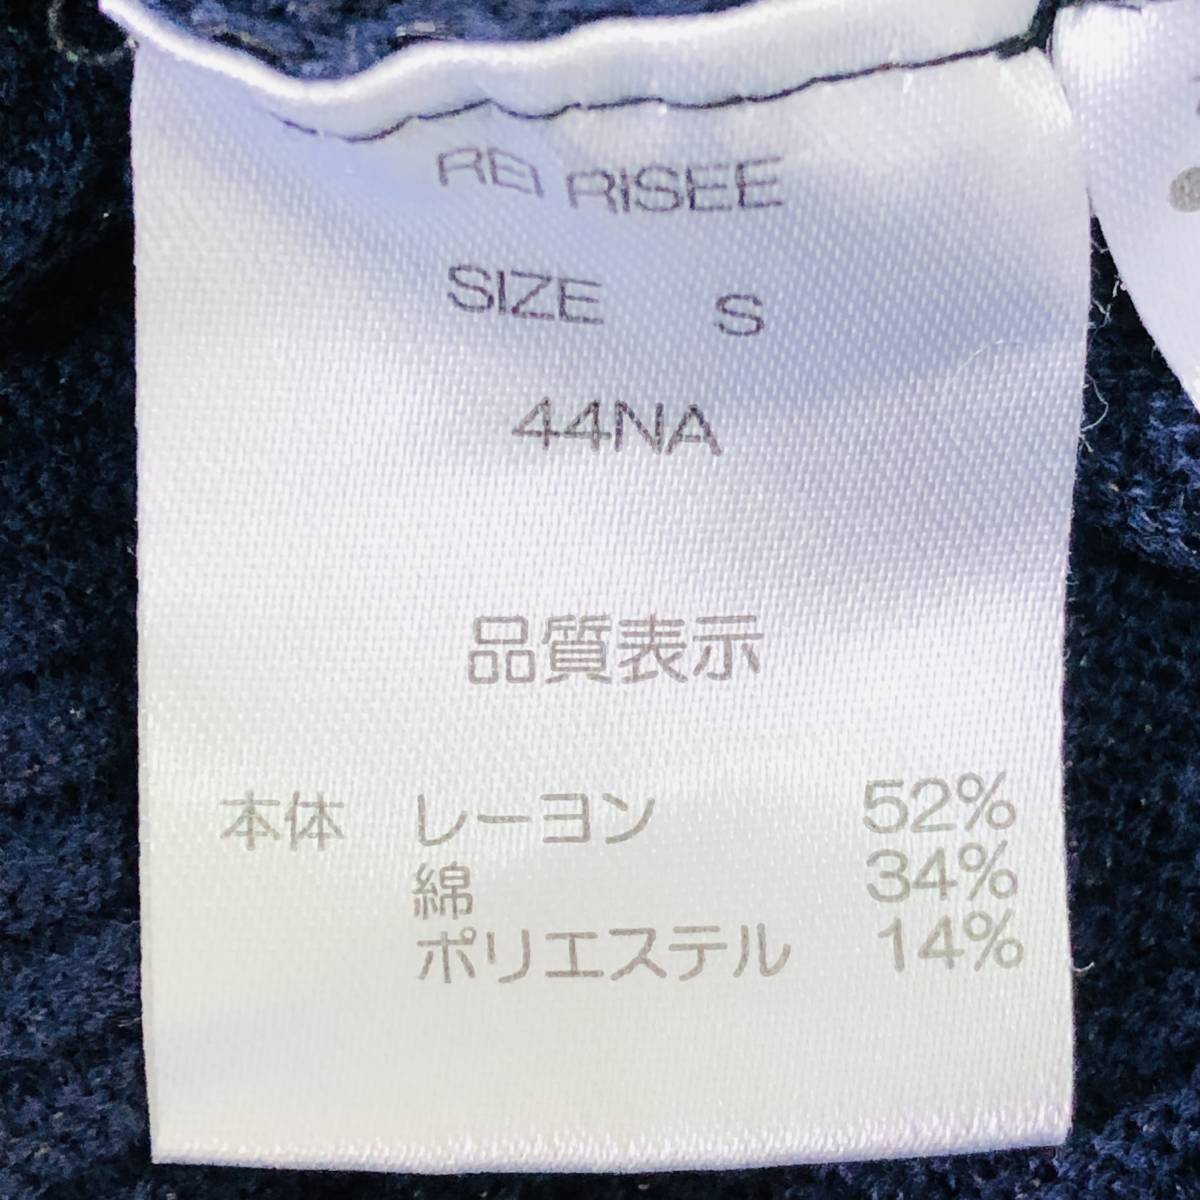 REI RISEE
SIZE S
44NA
品質表示
本体 レーヨン 52%
綿 34%
ポリエステル 14%